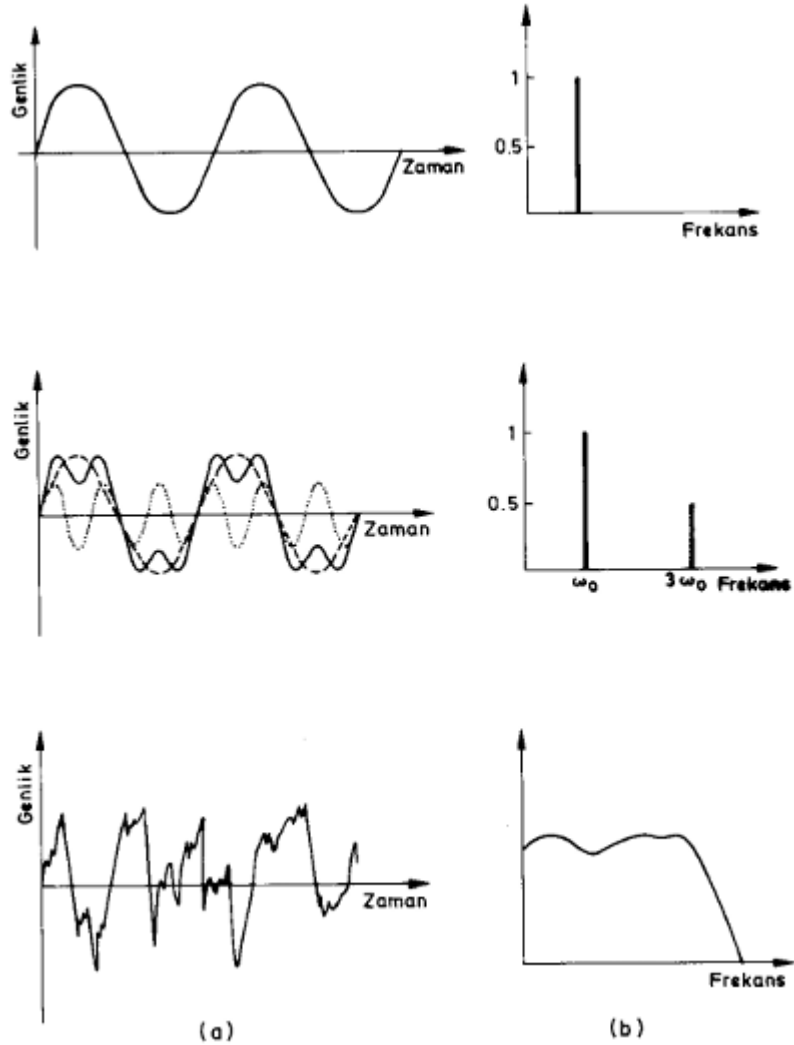 Genlik
Zaman
1
0.5
Frekans
Genlik
Zaman
1
0.5
ω₀
3ω₀ Frekans
Genlik
Zaman
Frekans
(a)
(b)